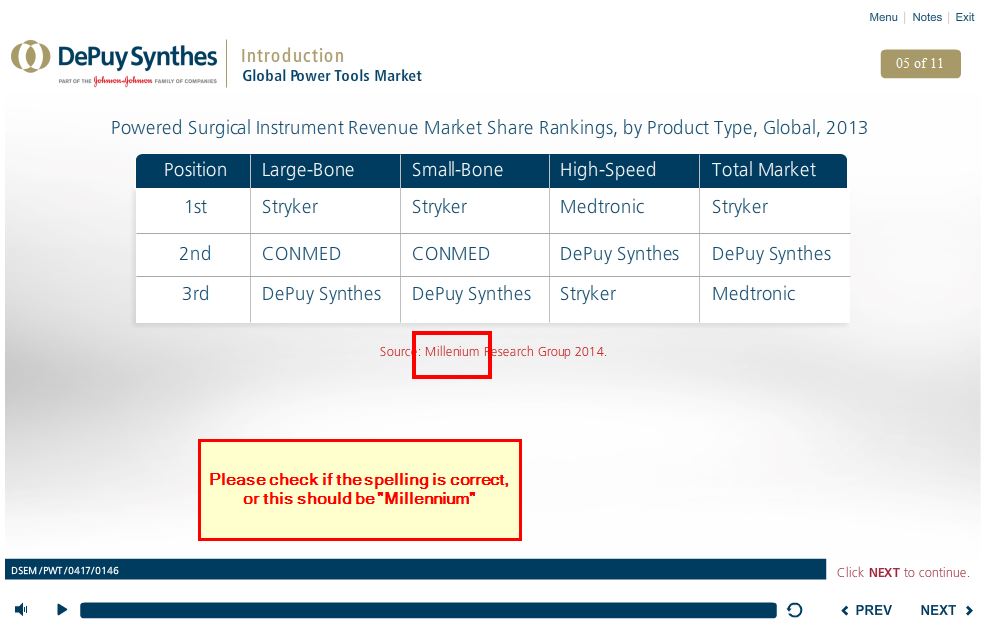 Menu | Notes | Exit
DePuy Synthes
PART OF THE Johnson & Johnson FAMILY OF COMPANIES
Introduction
Global Power Tools Market
05 of 11
Powered Surgical Instrument Revenue Market Share Rankings, by Product Type, Global, 2013
Position Large-Bone Small-Bone High-Speed Total Market
1st Stryker Stryker Medtronic Stryker
2nd CONMED CONMED DePuy Synthes DePuy Synthes
3rd DePuy Synthes DePuy Synthes Stryker Medtronic
Source: Millenium Research Group 2014.
Please check if the spelling is correct,
or this should be "Millennium"
DSEM/PWT/0417/0146
Click NEXT to continue.
PREV NEXT